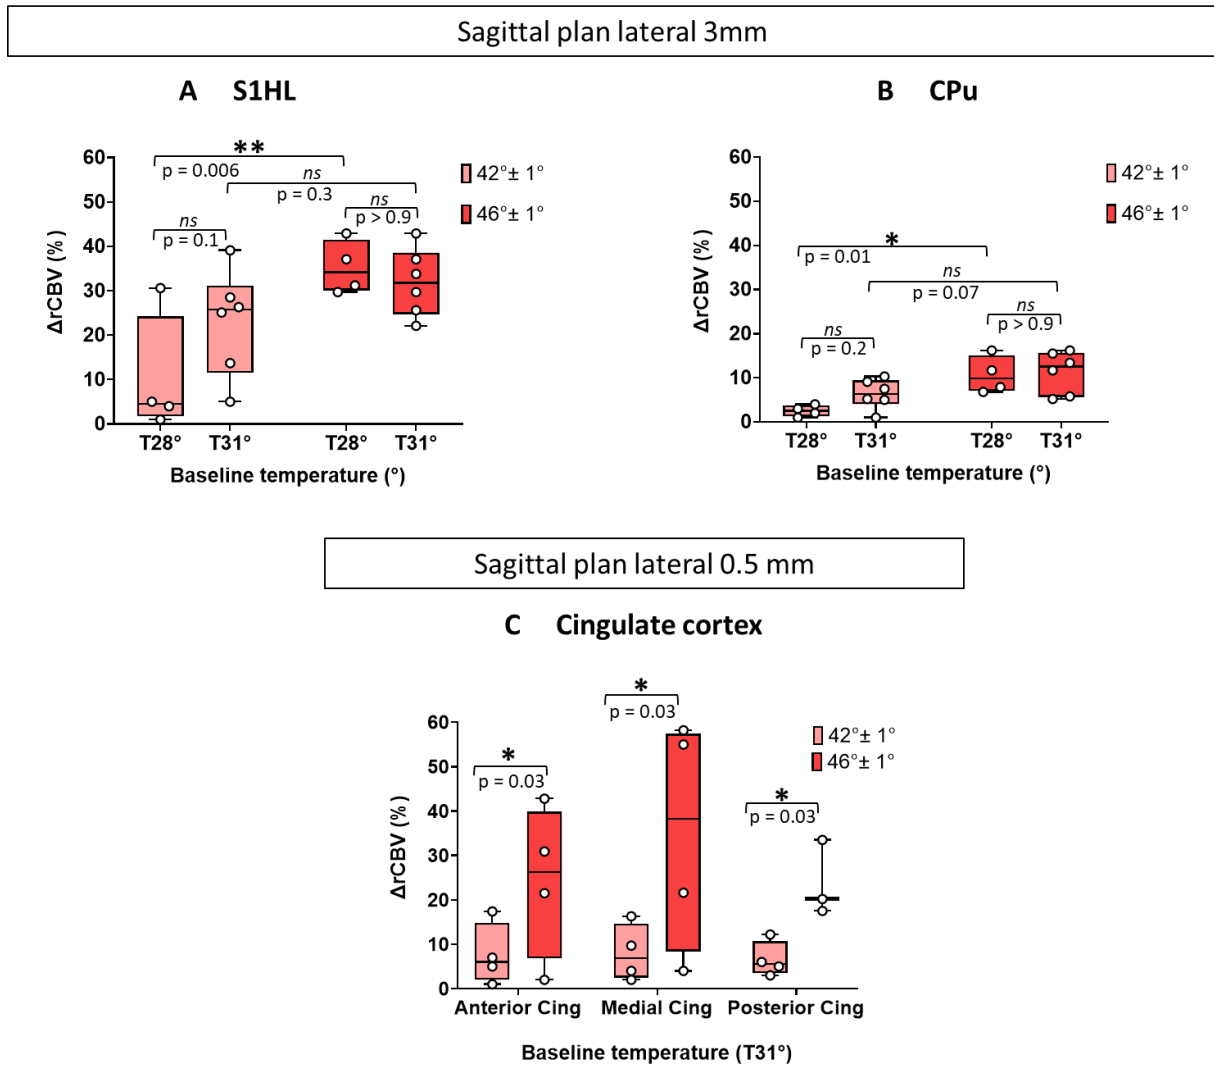 Sagittal plan lateral 3mm
A S1HL
ΔrCBV (%)
60
50
40
30
20
10
0
**
p = 0.006
ns
p = 0.3
ns
p > 0.9
ns
p = 0.1
42°± 1°
46°± 1°
T28° T31° T28° T31°
Baseline temperature (°)
B CPu
ΔrCBV (%)
60
50
40
30
20
10
0
*
p = 0.01
ns
p = 0.07
ns
p > 0.9
ns
p = 0.2
42°± 1°
46°± 1°
T28° T31° T28° T31°
Baseline temperature (°)
Sagittal plan lateral 0.5 mm
C Cingulate cortex
ΔrCBV (%)
60
50
40
30
20
10
0
*
p = 0.03
*
p = 0.03
*
p = 0.03
42°± 1°
46°± 1°
Anterior Cing Medial Cing Posterior Cing
Baseline temperature (T31°)